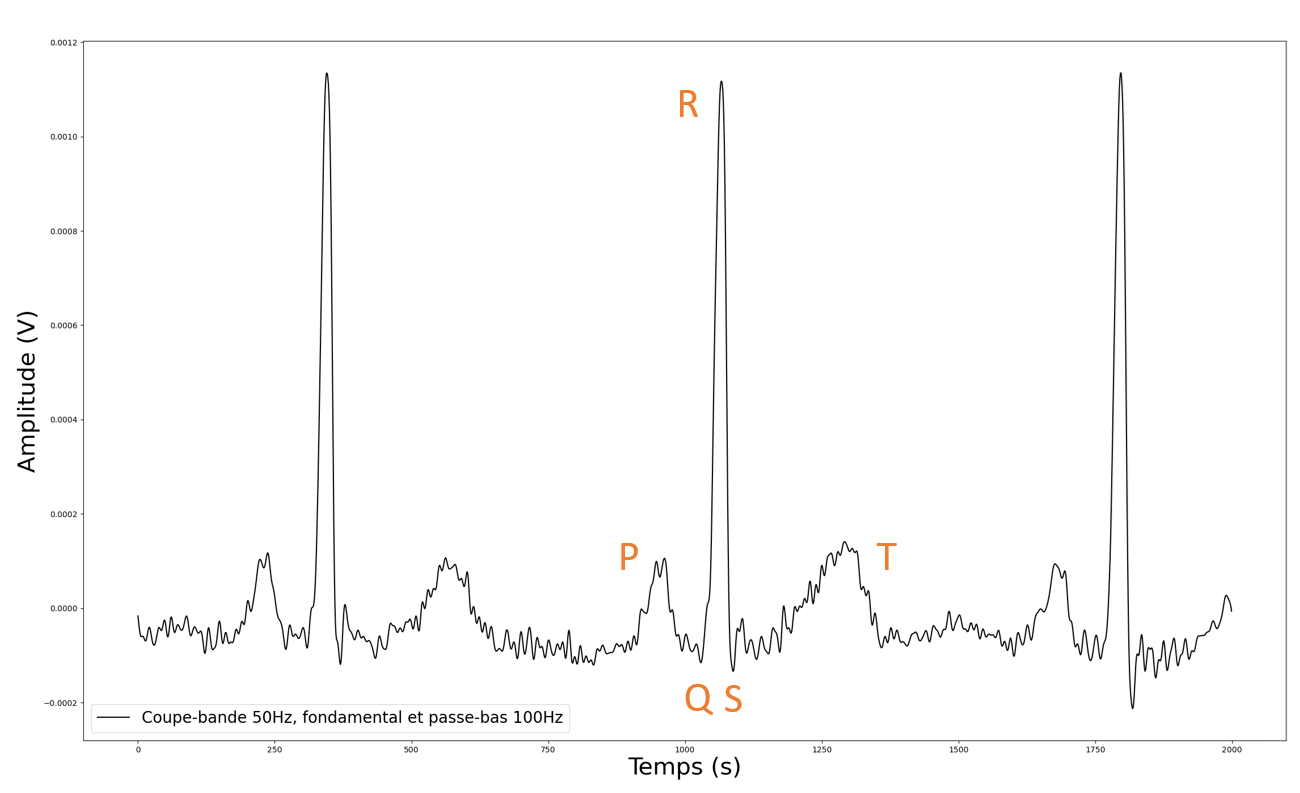 0.0012
R
0.0010
0.0008
0.0006
Amplitude (V)
0.0004
0.0002
P
T
0.0000
Q S
−0.0002
Coupe-bande 50Hz, fondamental et passe-bas 100Hz
0 250 500 750 1000 1250 1500 1750 2000
Temps (s)